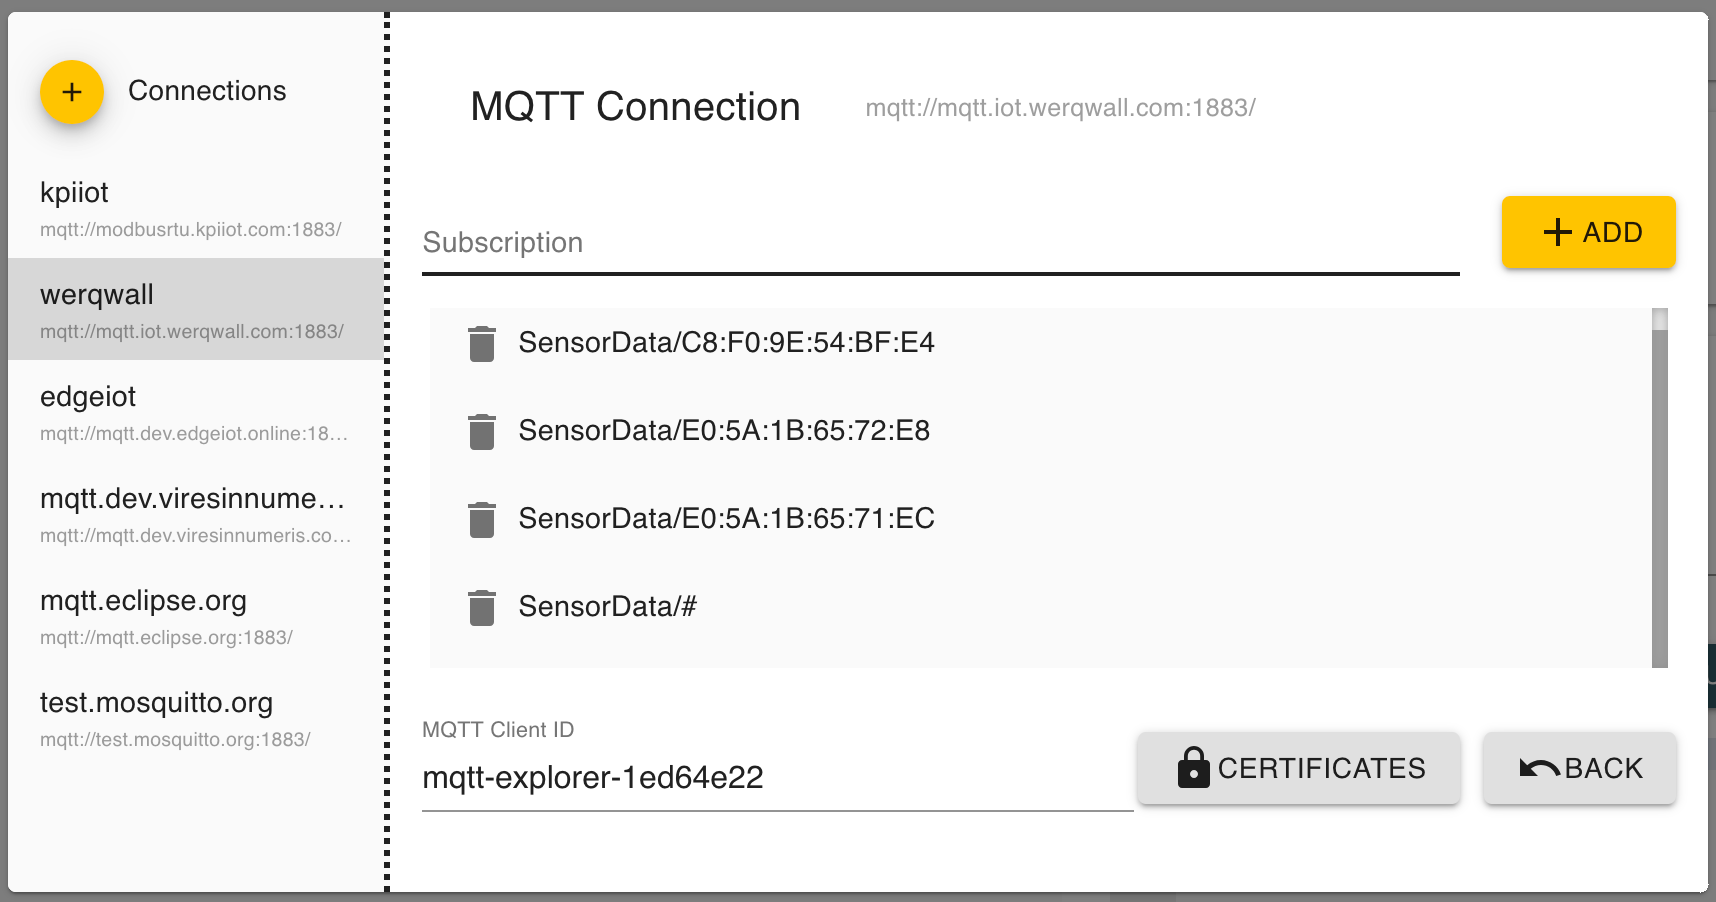 Connections
kpiiot
mqtt://modbusrtu.kpiiot.com:1883/
werqwall
mqtt://mqtt.iot.werqwall.com:1883/
edgeiot
mqtt://mqtt.dev.edgeiot.online:18...
mqtt.dev.viresinnume...
mqtt://mqtt.dev.viresinnumeris.co...
mqtt.eclipse.org
mqtt://mqtt.eclipse.org:1883/
test.mosquitto.org
mqtt://test.mosquitto.org:1883/
MQTT Connection
mqtt://mqtt.iot.werqwall.com:1883/
Subscription
ADD
SensorData/C8:F0:9E:54:BF:E4
SensorData/E0:5A:1B:65:72:E8
SensorData/E0:5A:1B:65:71:EC
SensorData/#
MQTT Client ID
mqtt-explorer-1ed64e22
CERTIFICATES
BACK